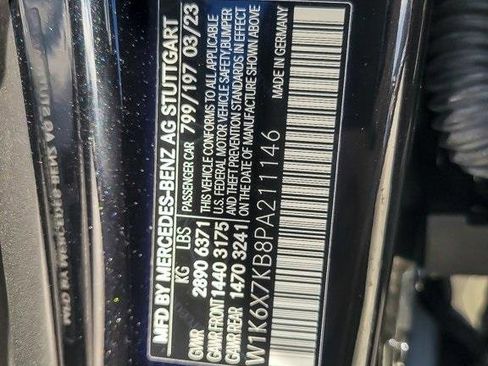 MFD BY MERCEDES-BENZ AG STUTTGART
PASSENGER CAR 799/197 03/23
KG LBS
GVWR 2890 6371
GAWR FRONT 1440 3175
GAWR REAR 1470 3241
THIS VEHICLE CONFORMS TO ALL APPLICABLE
U.S. FEDERAL MOTOR VEHICLE SAFETY, BUMPER
AND THEFT PREVENTION STANDARDS IN EFFECT
ON THE DATE OF MANUFACTURE SHOWN ABOVE
W1K6X7KB8PA211146
MADE IN GERMANY